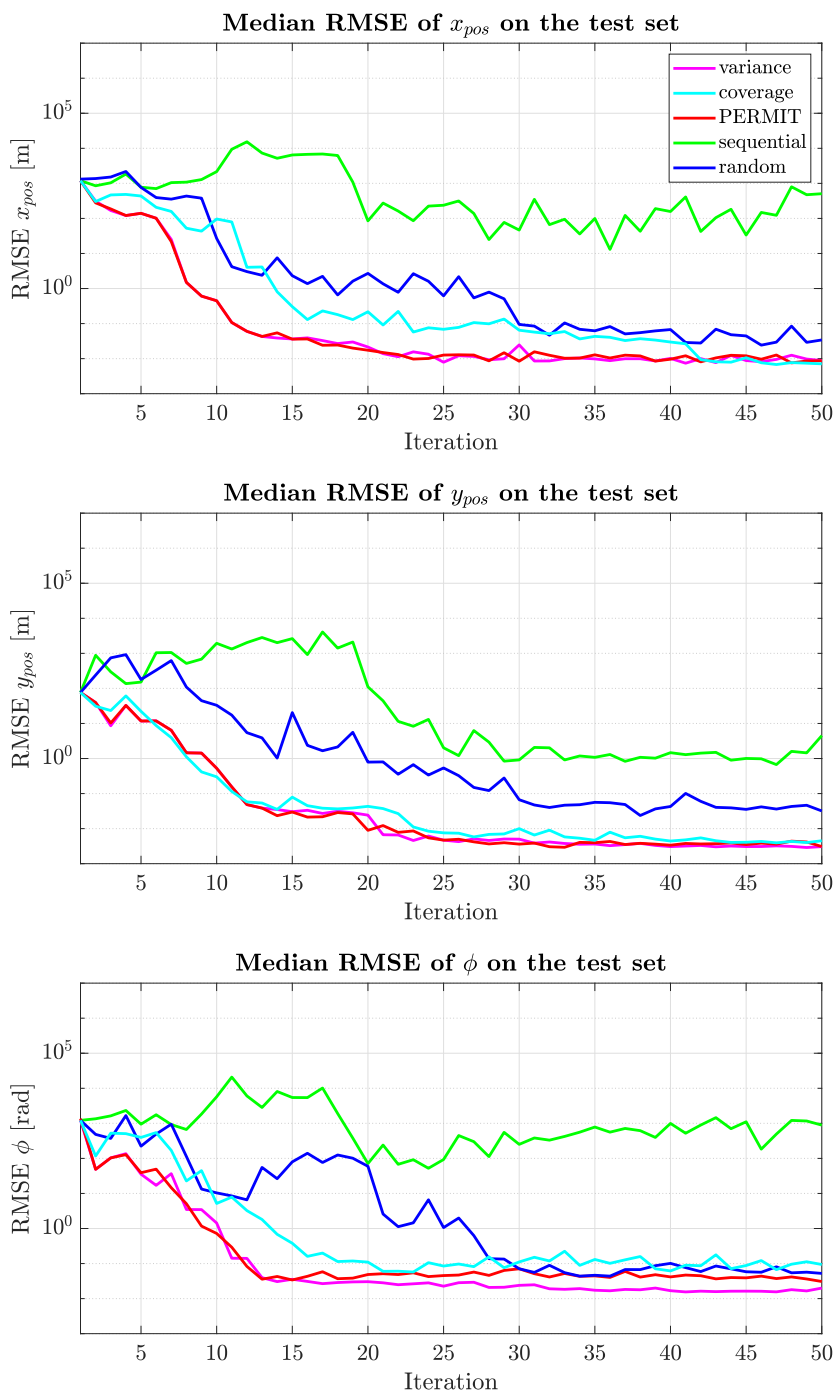 Median RMSE of x_pos on the test set
variance
coverage
PERMIT
sequential
random
RMSE x_pos [m]
10^5
10^0
5 10 15 20 25 30 35 40 45 50
Iteration
Median RMSE of y_pos on the test set
RMSE y_pos [m]
10^5
10^0
5 10 15 20 25 30 35 40 45 50
Iteration
Median RMSE of ϕ on the test set
RMSE ϕ [rad]
10^5
10^0
5 10 15 20 25 30 35 40 45 50
Iteration